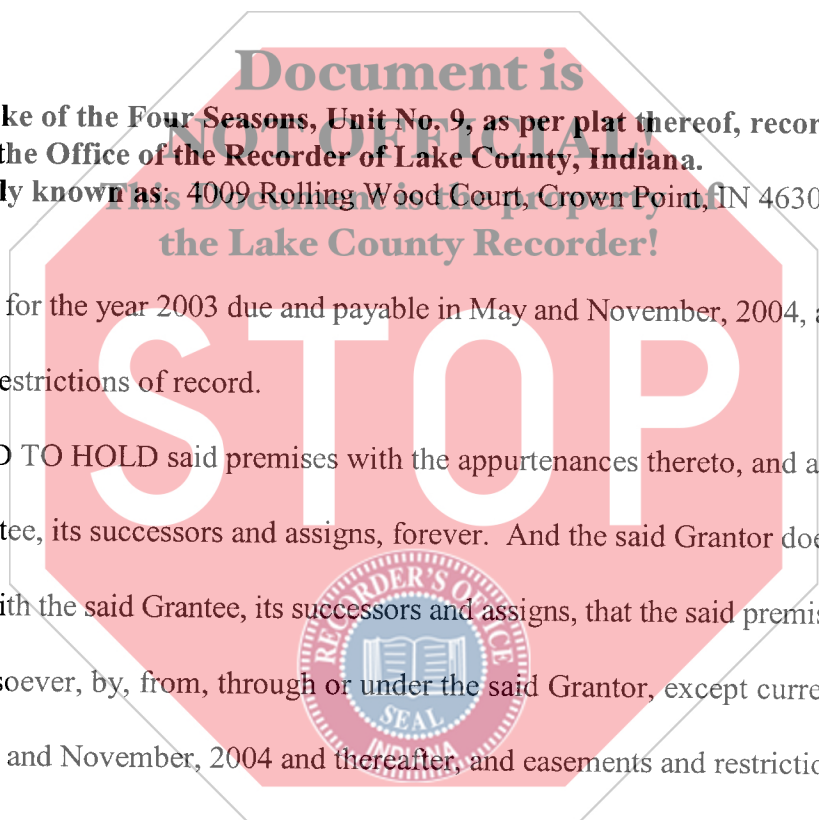 Document is
ke of the Four Seasons, Unit No. 9, as per plat thereof, recor
NOT OFFICIAL!
the Office of the Recorder of Lake County, Indiana.
ly known as: 4009 Rolling Wood Court, Crown Point, IN 4630
This Document is the property of
the Lake County Recorder!
for the year 2003 due and payable in May and November, 2004, a
estrictions of record.
STOP
D TO HOLD said premises with the appurtenances thereto, and a
tee, its successors and assigns, forever. And the said Grantor doe
ith the said Grantee, its successors and assigns, that the said premis
soever, by, from, through or under the said Grantor, except curre
and November, 2004 and thereafter, and easements and restrictio
RECORDER'S OFFICE
SEAL
INDIANA